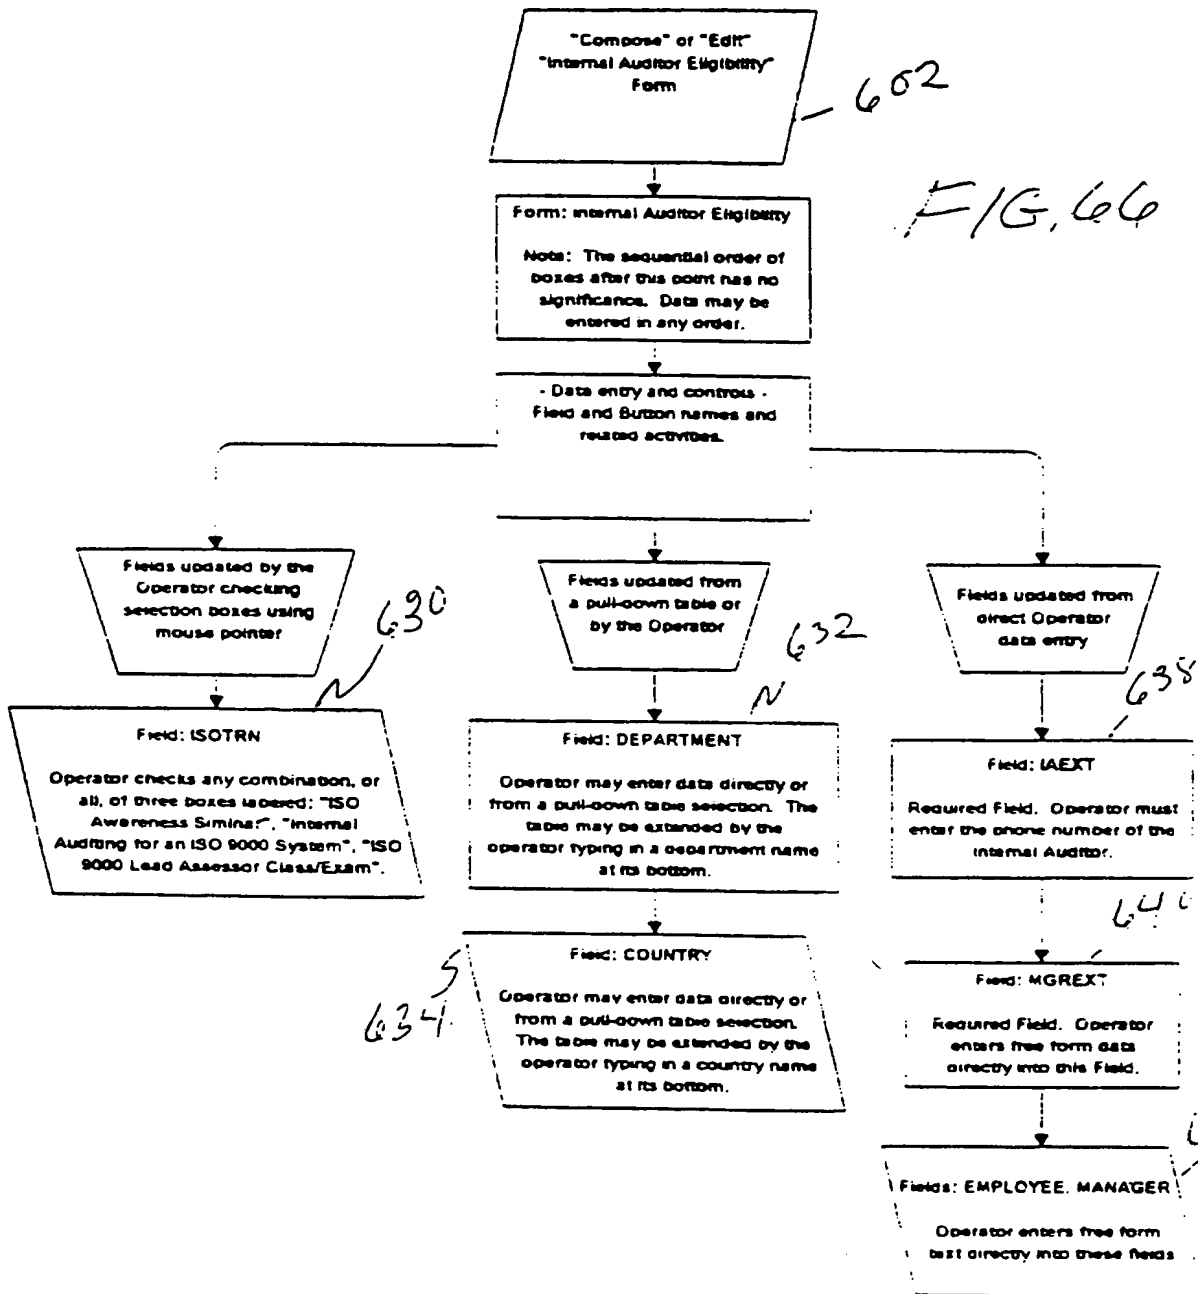 "Compose" or "Edit"
"Internal Auditor Eligibility"
Form
602
FIG. 66
Form: Internal Auditor Eligibility
Note: The sequential order of
boxes after this point has no
significance. Data may be
entered in any order.
- Data entry and controls -
Field and Button names and
related activities.
Fields updated by the
Operator checking
selection boxes using
mouse pointer
630
Field: ISOTRN
Operator checks any combination, or
all, of three boxes labeled: "ISO
Awareness Siminar", "Internal
Auditing for an ISO 9000 System", "ISO
9000 Lead Assessor Class/Exam".
Fields updated from
a pull-down table or
by the Operator
632
Field: DEPARTMENT
Operator may enter data directly or
from a pull-down table selection. The
table may be extended by the
operator typing in a department name
at its bottom.
634
Field: COUNTRY
Operator may enter data directly or
from a pull-down table selection.
The table may be extended by the
operator typing in a country name
at its bottom.
Fields updated from
direct Operator
data entry
638
Field: IAEXT
Required Field. Operator must
enter the phone number of the
Internal Auditor.
Field: MGREXT
Required Field. Operator
enters free form data
directly into this Field.
Fields: EMPLOYEE, MANAGER
Operator enters free form
text directly into these fields